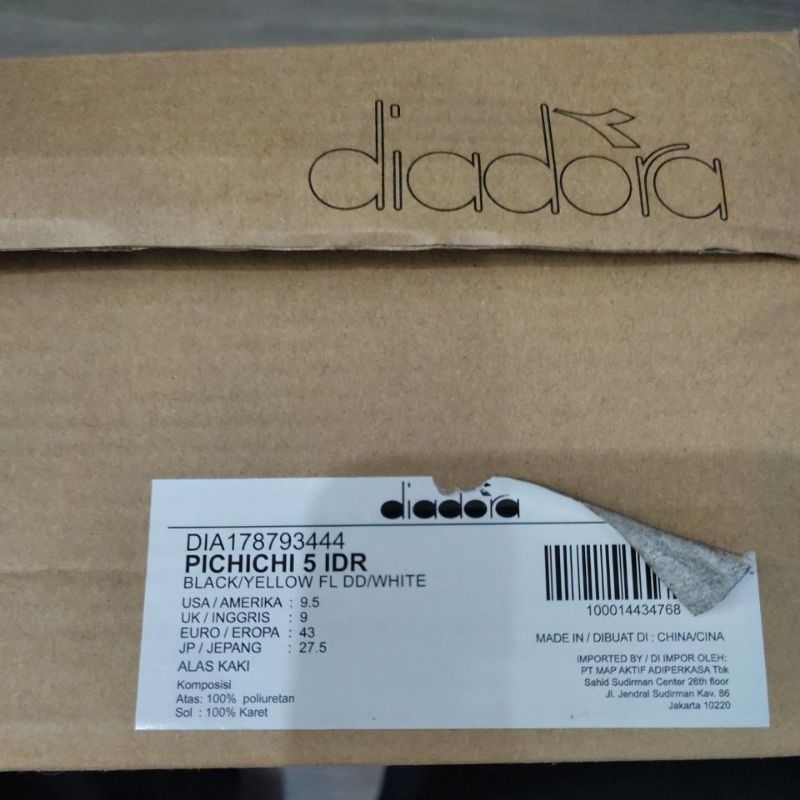 diadora
diadora
DIA178793444
PICHICHI 5 IDR
BLACK/YELLOW FL DD/WHITE
USA / AMERIKA : 9.5
UK / INGGRIS : 9
EURO / EROPA : 43
JP / JEPANG : 27.5
ALAS KAKI
Komposisi
Atas: 100% poliuretan
Sol : 100% Karet
100014434768
MADE IN / DIBUAT DI : CHINA/CINA
IMPORTED BY / DI IMPOR OLEH:
PT MAP AKTIF ADIPERKASA Tbk
Sahid Sudirman Center 26th floor
Jl. Jendral Sudirman Kav. 86
Jakarta 10220